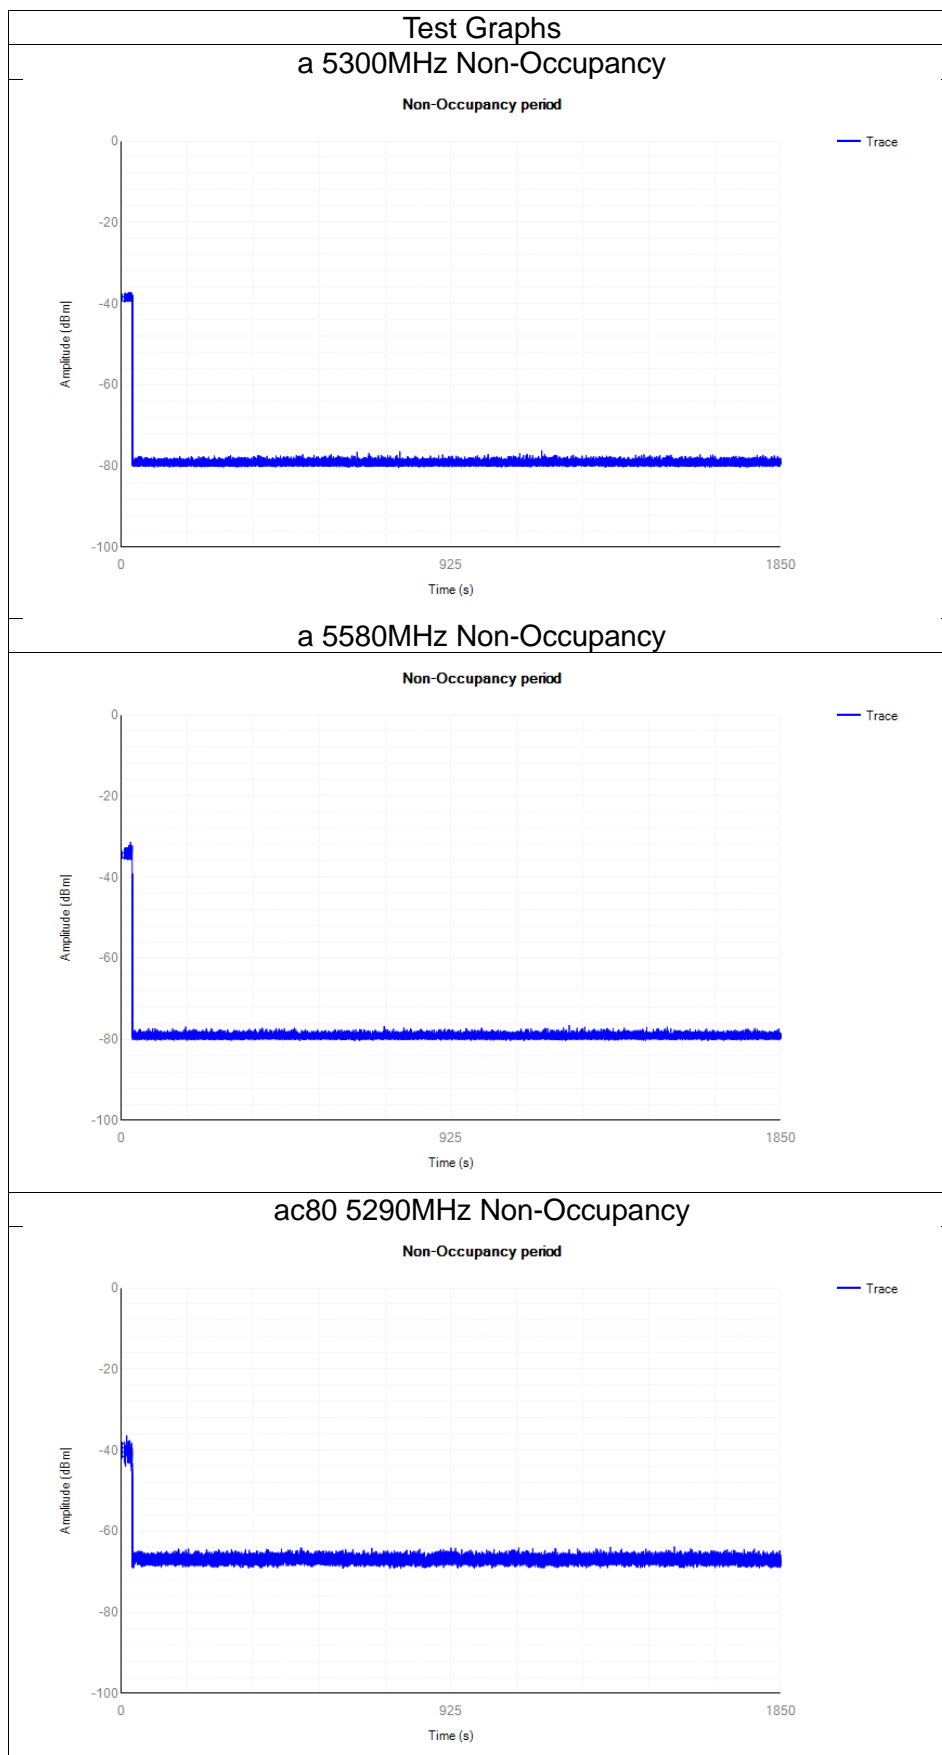 Test Graphs
a 5300MHz Non-Occupancy
Non-Occupancy period
Trace
0
-20
-40
-60
-80
-100
Amplitude [dBm]
0 925 1850
Time (s)
a 5580MHz Non-Occupancy
Non-Occupancy period
Trace
0
-20
-40
-60
-80
-100
Amplitude [dBm]
0 925 1850
Time (s)
ac80 5290MHz Non-Occupancy
Non-Occupancy period
Trace
0
-20
-40
-60
-80
-100
Amplitude [dBm]
0 925 1850
Time (s)